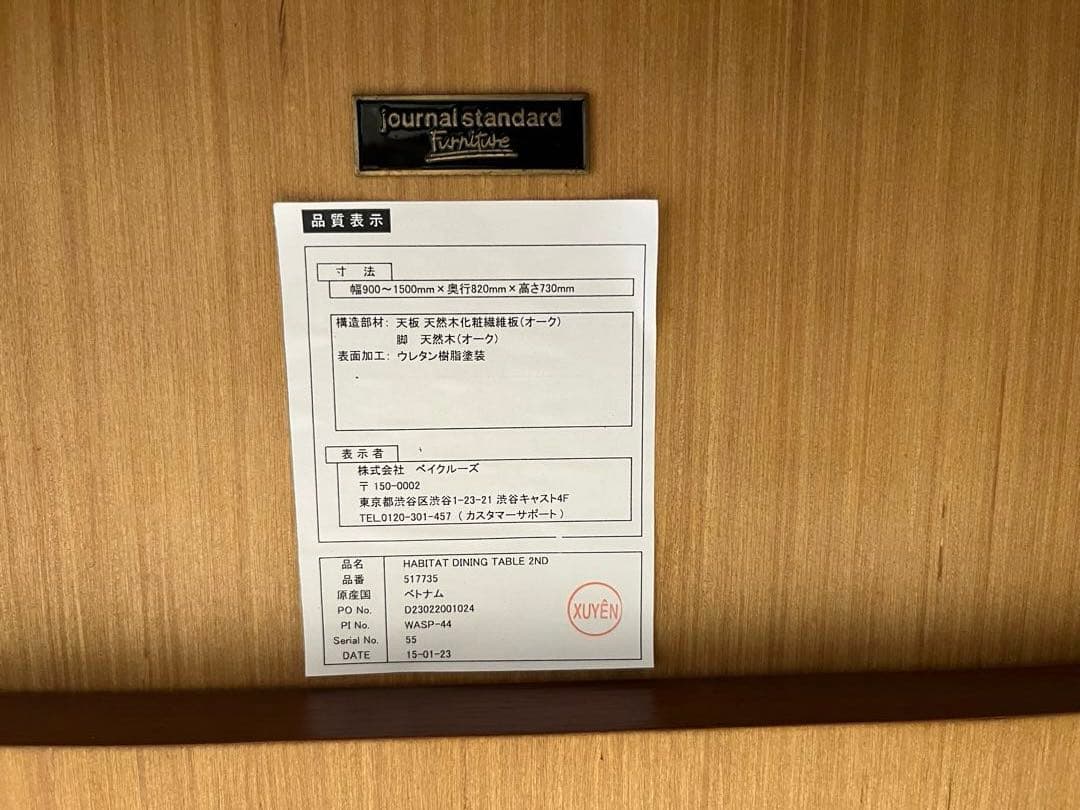 journal standard
Furniture
品質表示
寸 法
幅900～1500mm×奥行820mm×高さ730mm
構造部材: 天板 天然木化粧繊維板(オーク)
脚 天然木(オーク)
表面加工: ウレタン樹脂塗装
表示者
株式会社 ベイクルーズ
〒150-0002
東京都渋谷区渋谷1-23-21 渋谷キャスト4F
TEL.0120-301-457 (カスタマーサポート)
品名 HABITAT DINING TABLE 2ND
品番 517735
原産国 ベトナム
PO No. D23022001024
PI No. WASP-44
Serial No. 55
DATE 15-01-23
XUYÊN